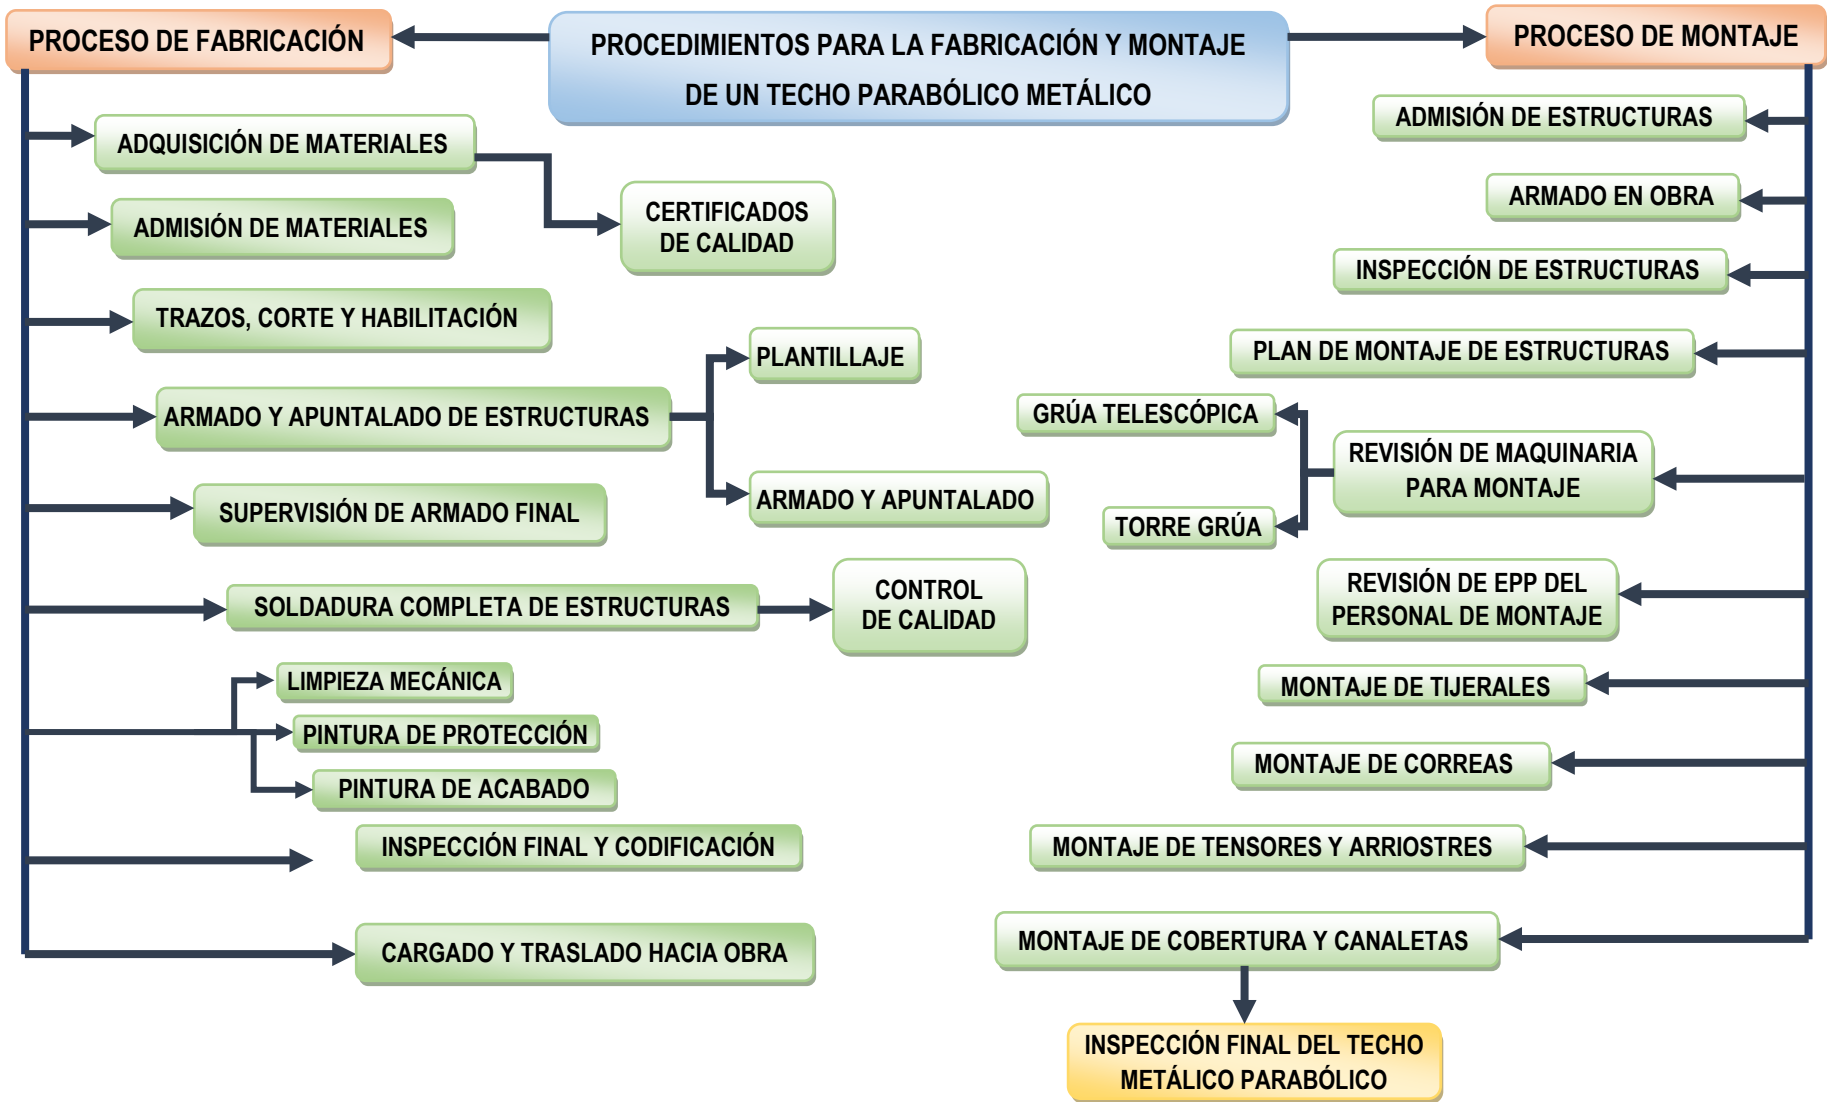 PROCESO DE FABRICACIÓN
PROCEDIMIENTOS PARA LA FABRICACIÓN Y MONTAJE
DE UN TECHO PARABÓLICO METÁLICO
PROCESO DE MONTAJE
ADQUISICIÓN DE MATERIALES
CERTIFICADOS
DE CALIDAD
ADMISIÓN DE MATERIALES
TRAZOS, CORTE Y HABILITACIÓN
ARMADO Y APUNTALADO DE ESTRUCTURAS
PLANTILLAJE
ARMADO Y APUNTALADO
SUPERVISIÓN DE ARMADO FINAL
SOLDADURA COMPLETA DE ESTRUCTURAS
CONTROL
DE CALIDAD
LIMPIEZA MECÁNICA
PINTURA DE PROTECCIÓN
PINTURA DE ACABADO
INSPECCIÓN FINAL Y CODIFICACIÓN
CARGADO Y TRASLADO HACIA OBRA
ADMISIÓN DE ESTRUCTURAS
ARMADO EN OBRA
INSPECCIÓN DE ESTRUCTURAS
PLAN DE MONTAJE DE ESTRUCTURAS
REVISIÓN DE MAQUINARIA
PARA MONTAJE
GRÚA TELESCÓPICA
TORRE GRÚA
REVISIÓN DE EPP DEL
PERSONAL DE MONTAJE
MONTAJE DE TIJERALES
MONTAJE DE CORREAS
MONTAJE DE TENSORES Y ARRIOSTRES
MONTAJE DE COBERTURA Y CANALETAS
INSPECCIÓN FINAL DEL TECHO
METÁLICO PARABÓLICO